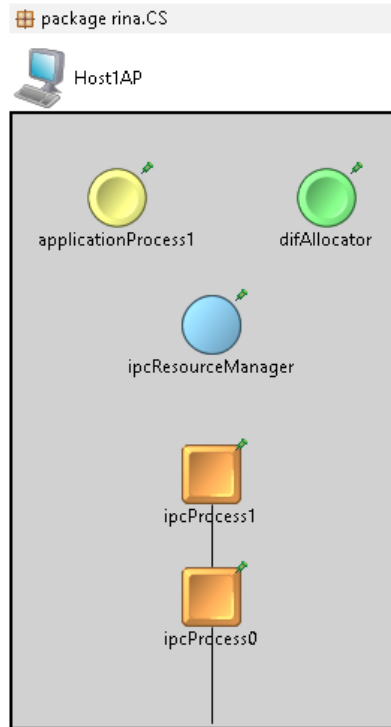 package rina.CS
Host1AP
applicationProcess1
difAllocator
ipcResourceManager
ipcProcess1
ipcProcess0